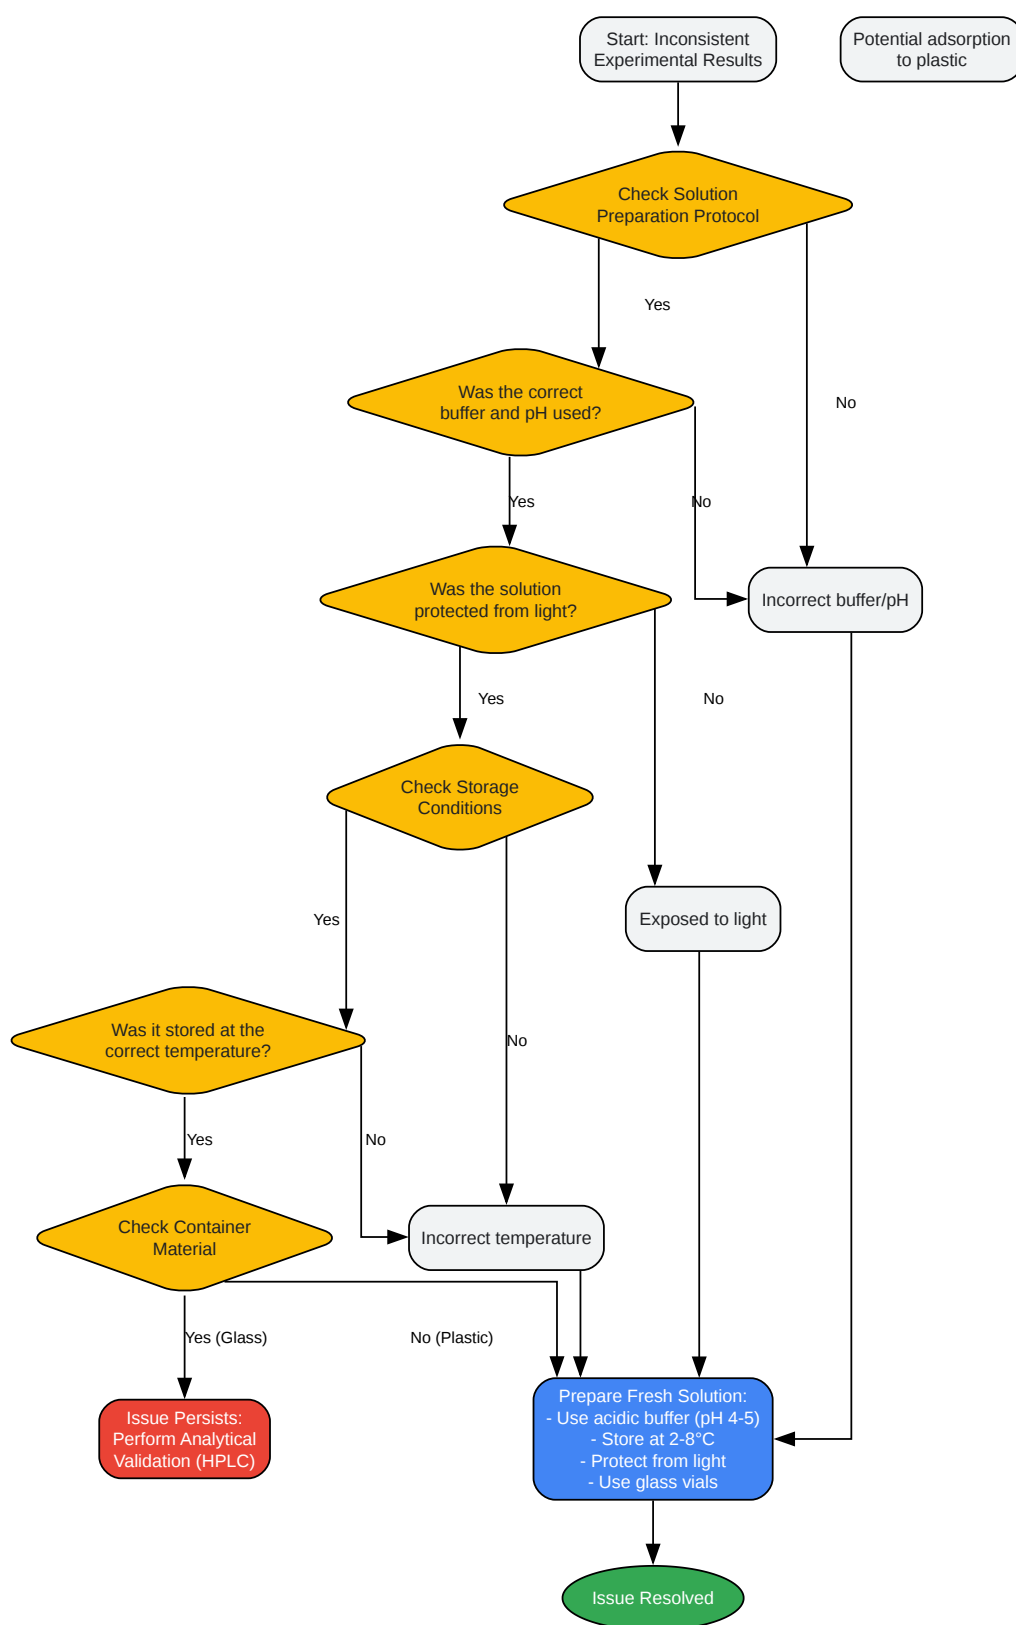 Start: Inconsistent
Experimental Results
Potential adsorption
to plastic
Check Solution
Preparation Protocol
Yes
No
Was the correct
buffer and pH used?
Yes
No
Was the solution
protected from light?
Incorrect buffer/pH
Yes
No
Check Storage
Conditions
Yes
Exposed to light
Was it stored at the
correct temperature?
No
Yes
No
Check Container
Material
Incorrect temperature
Yes (Glass)
No (Plastic)
Issue Persists:
Perform Analytical
Validation (HPLC)
Prepare Fresh Solution:
- Use acidic buffer (pH 4-5)
- Store at 2-8°C
- Protect from light
- Use glass vials
Issue Resolved